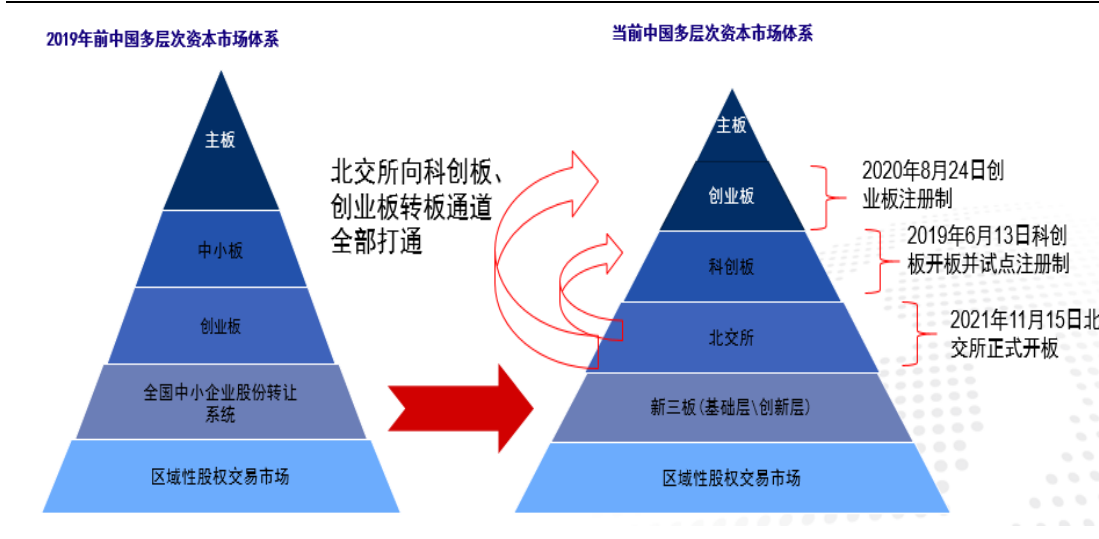 2019年前中国多层次资本市场体系
主板
中小板
创业板
全国中小企业股份转让
系统
区域性股权交易市场
北交所向科创板、
创业板转板通道
全部打通
当前中国多层次资本市场体系
主板
创业板
科创板
北交所
新三板(基础层\创新层)
区域性股权交易市场
2020年8月24日创
业板注册制
2019年6月13日科创
板开板并试点注册制
2021年11月15日北
交所正式开板